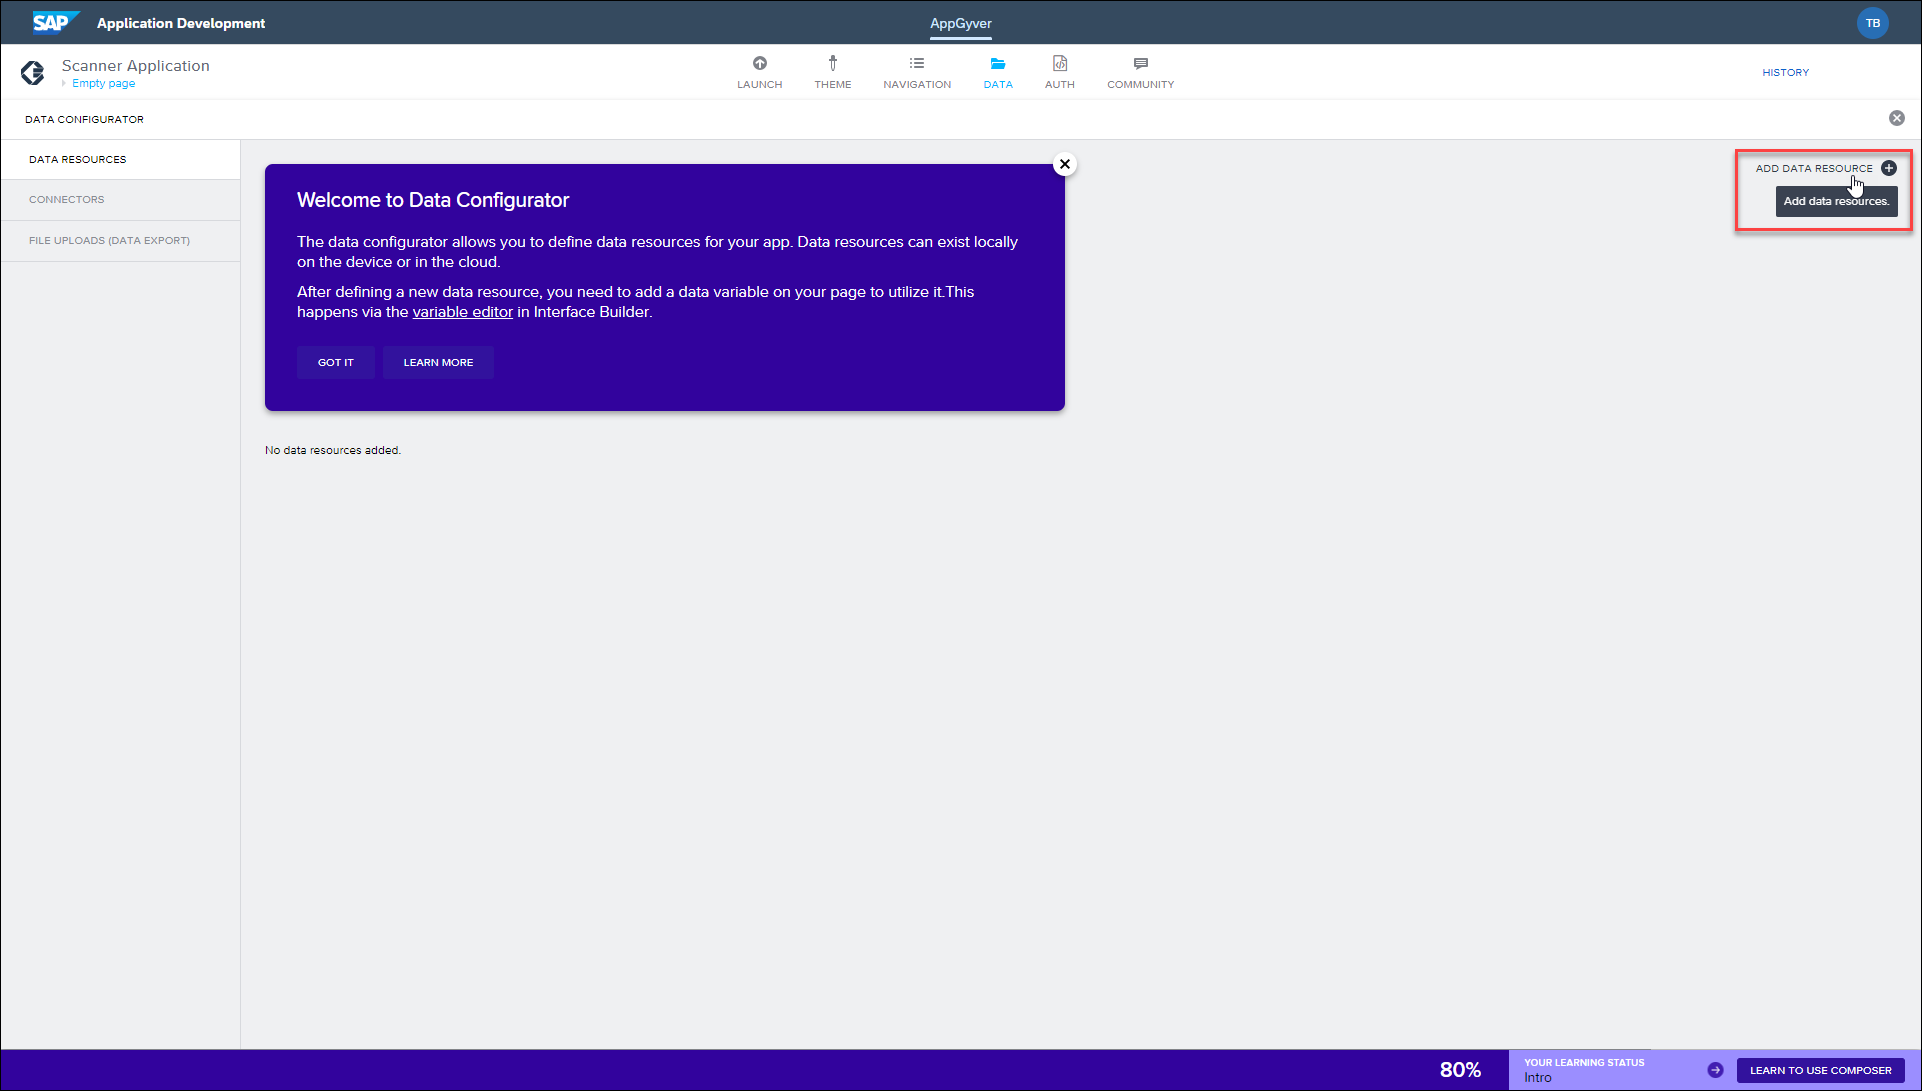 SAP Application Development
AppGyver
TB
Scanner Application
Empty page
LAUNCH
THEME
NAVIGATION
DATA
AUTH
COMMUNITY
HISTORY
DATA CONFIGURATOR
DATA RESOURCES
CONNECTORS
FILE UPLOADS (DATA EXPORT)
Welcome to Data Configurator
The data configurator allows you to define data resources for your app. Data resources can exist locally
on the device or in the cloud.
After defining a new data resource, you need to add a data variable on your page to utilize it.This
happens via the variable editor in Interface Builder.
GOT IT
LEARN MORE
No data resources added.
ADD DATA RESOURCE
Add data resources.
80%
YOUR LEARNING STATUS
Intro
LEARN TO USE COMPOSER